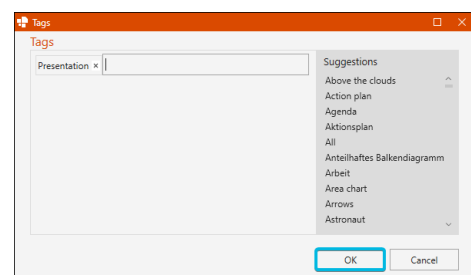 Tags
Tags
Presentation ×
Suggestions
Above the clouds
Action plan
Agenda
Aktionsplan
All
Anteilhaftes Balkendiagramm
Arbeit
Area chart
Arrows
Astronaut
OK Cancel